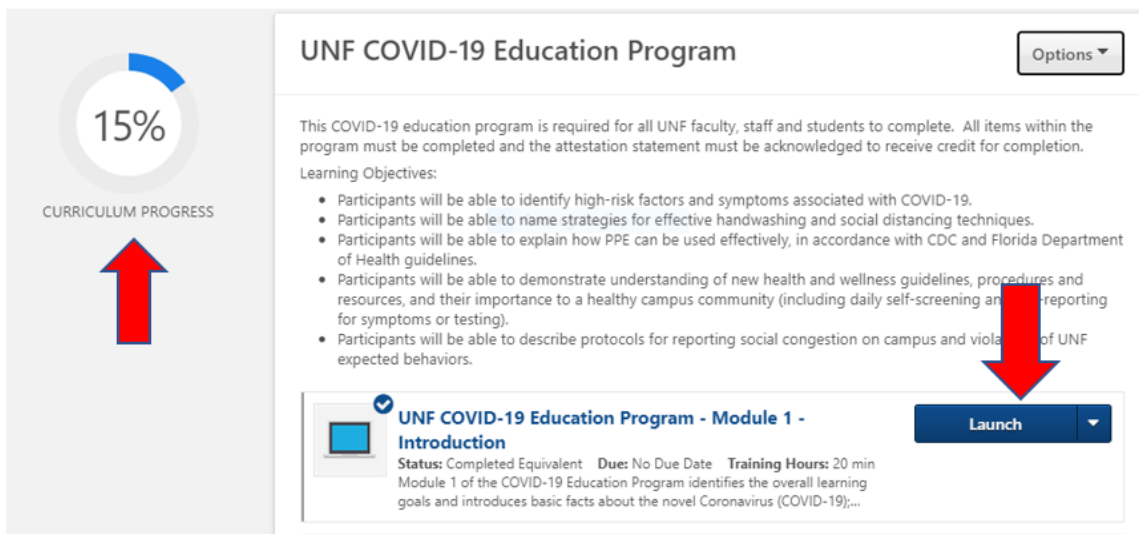 UNF COVID-19 Education Program
Options
15%
CURRICULUM PROGRESS
This COVID-19 education program is required for all UNF faculty, staff and students to complete. All items within the
program must be completed and the attestation statement must be acknowledged to receive credit for completion.
Learning Objectives:
• Participants will be able to identify high-risk factors and symptoms associated with COVID-19.
• Participants will be able to name strategies for effective handwashing and social distancing techniques.
• Participants will be able to explain how PPE can be used effectively, in accordance with CDC and Florida Department
of Health guidelines.
• Participants will be able to demonstrate understanding of new health and wellness guidelines, procedures and
resources, and their importance to a healthy campus community (including daily self-screening -reporting
for symptoms or testing).
• Participants will be able to describe protocols for reporting social congestion on campus and of UNF
expected behaviors.
UNF COVID-19 Education Program - Module 1 -
Introduction
Launch
Status: Completed Equivalent Due: No Due Date Training Hours: 20 min
Module 1 of the COVID-19 Education Program identifies the overall learning
goals and introduces basic facts about the novel Coronavirus (COVID-19);...